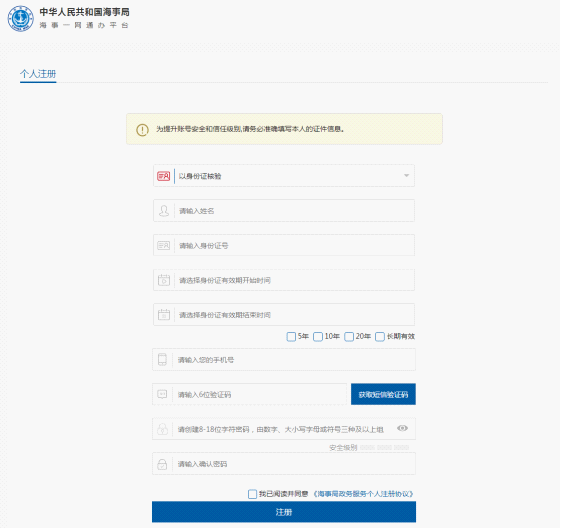 中华人民共和国海事局
海事一网通办平台
个人注册
为提升账号安全和信任级别,请务必准确填写本人的证件信息。
以身份证核验
请输入姓名
请输入身份证号
请选择身份证有效期开始时间
请选择身份证有效期结束时间
5年 10年 20年 长期有效
请输入您的手机号
请输入6位验证码 获取短信验证码
请创建8-18位字符密码，由数字、大小写字母或符号三种及以上组
安全级别
请输入确认密码
我已阅读并同意 《海事局政务服务个人注册协议》
注册